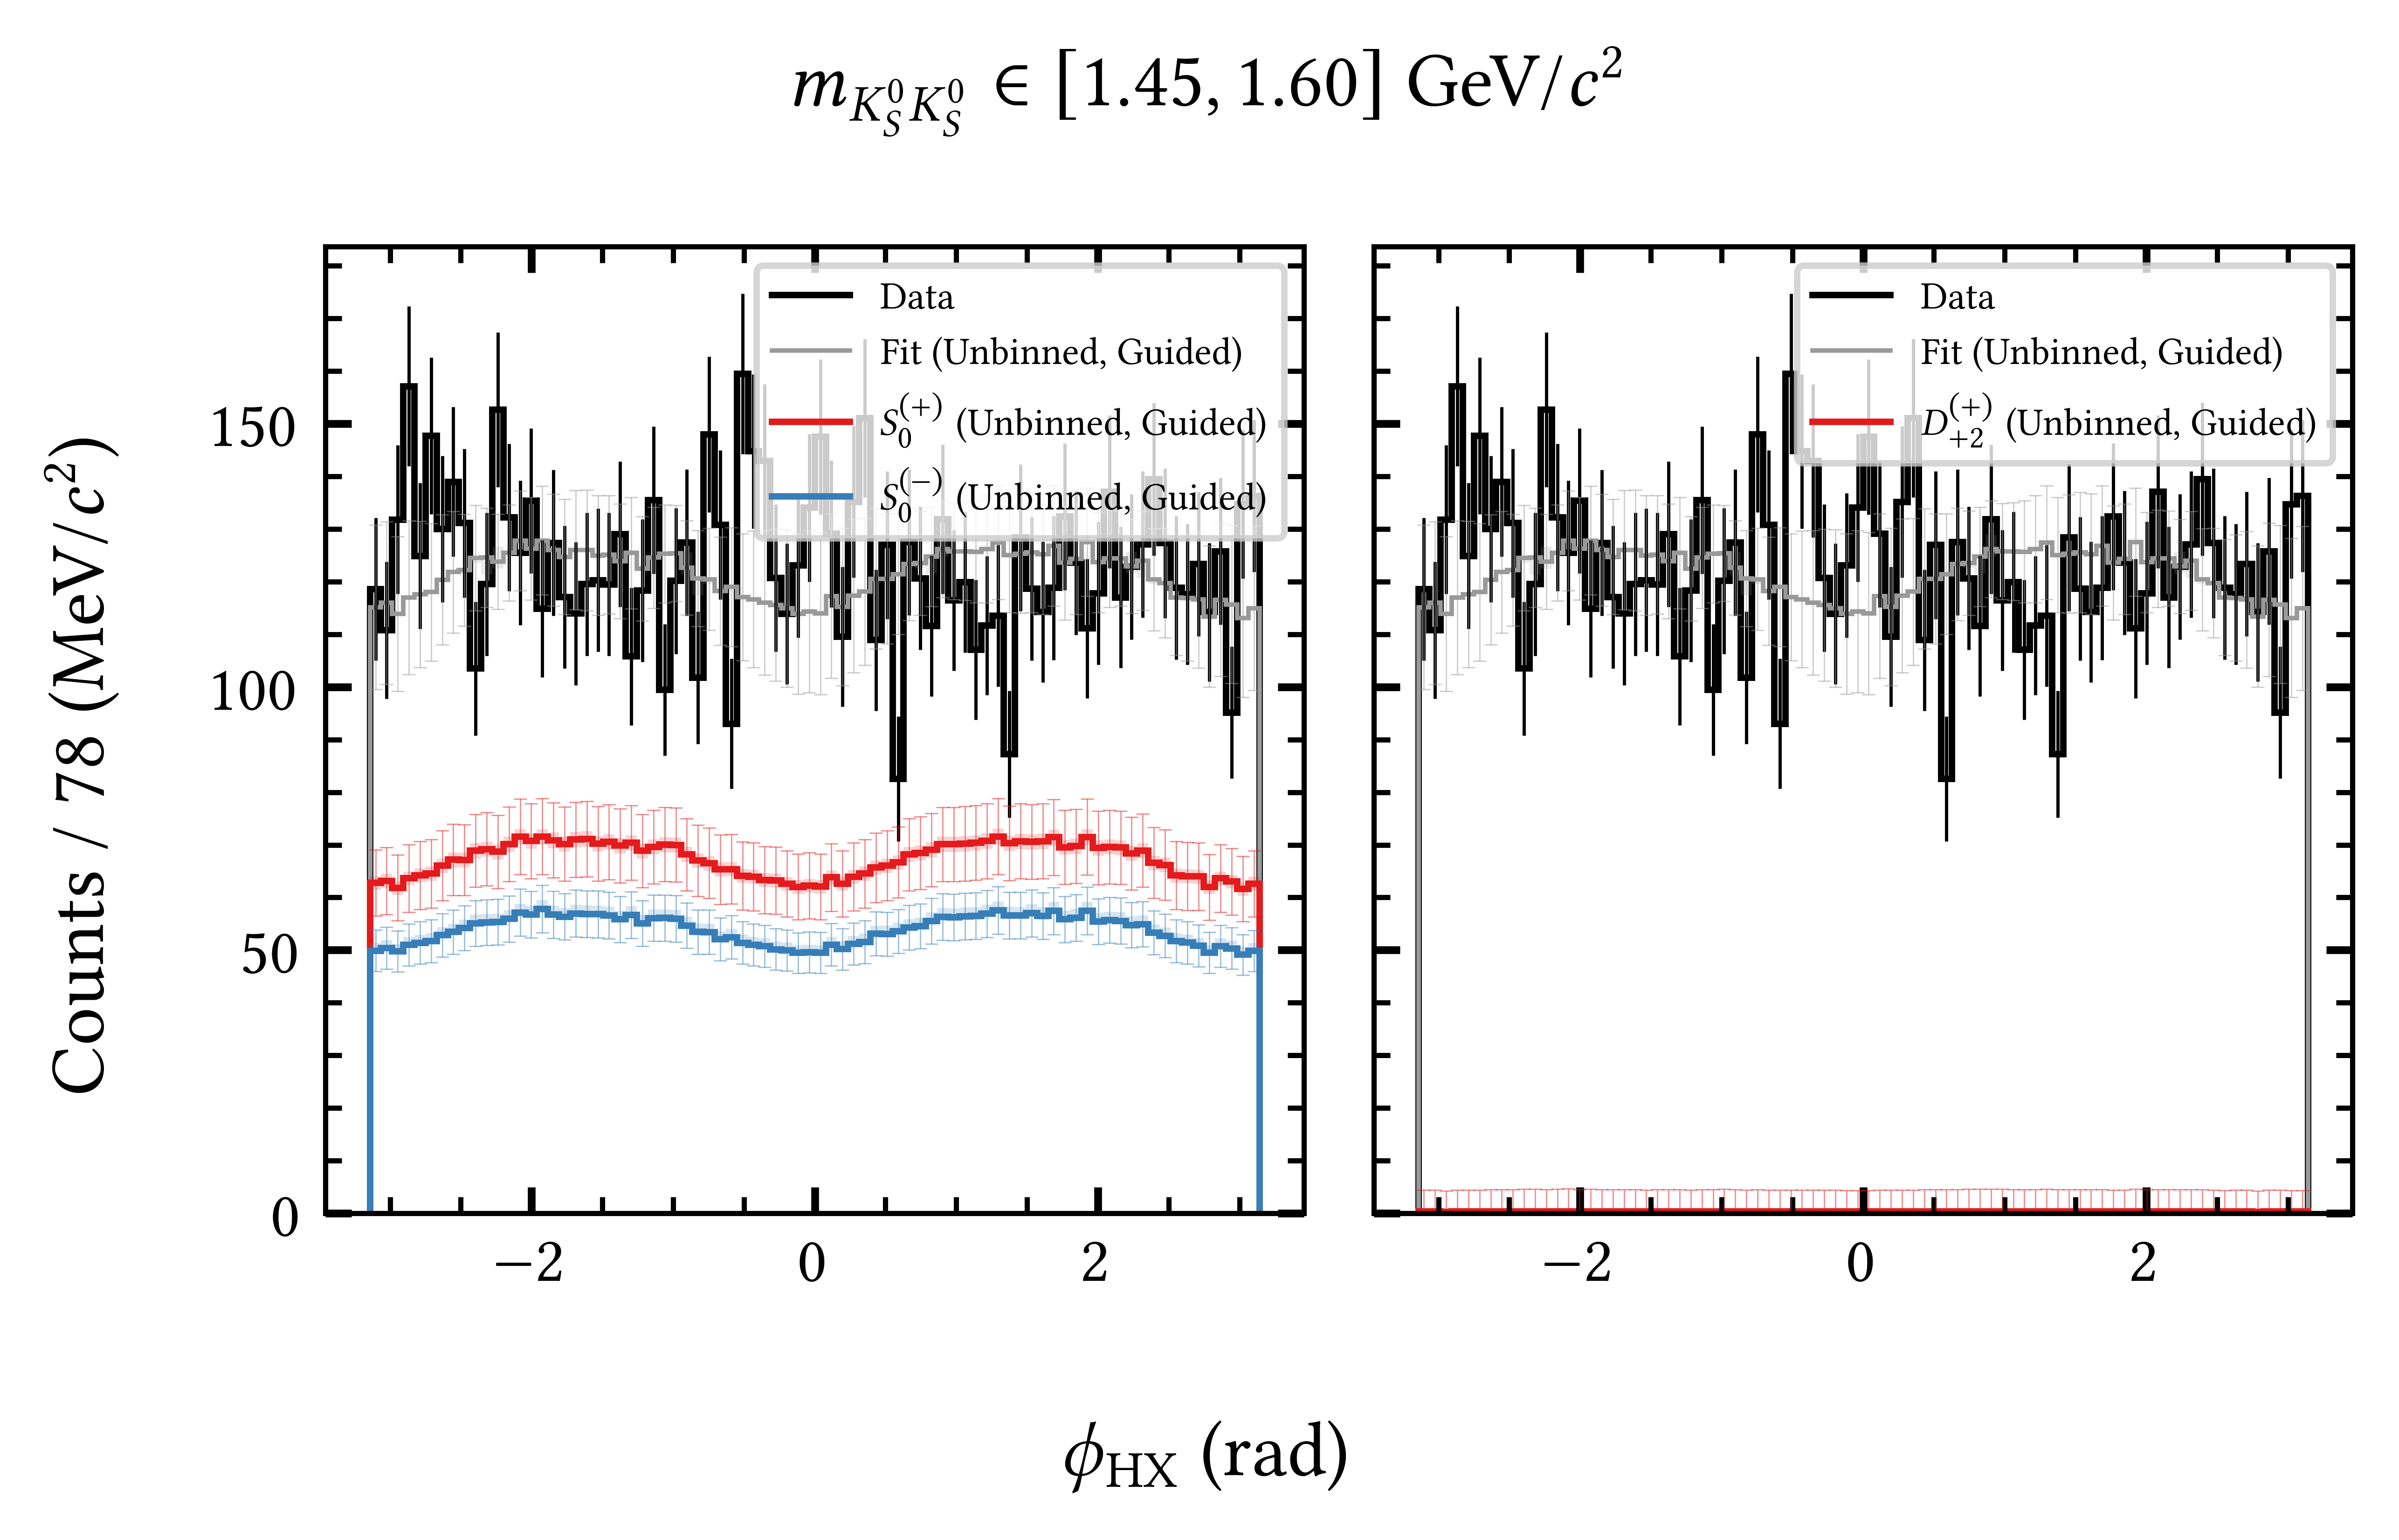 m_{K_S^0 K_S^0} ∈ [1.45, 1.60] GeV/c²
Counts / 78 (MeV/c²)
150
100
50
0
Data
Fit (Unbinned, Guided)
S_0^{(+)} (Unbinned, Guided)
S_0^{(−)} (Unbinned, Guided)
−2
0
2
Data
Fit (Unbinned, Guided)
D_{+2}^{(+)} (Unbinned, Guided)
−2
0
2
ϕ_{HX} (rad)